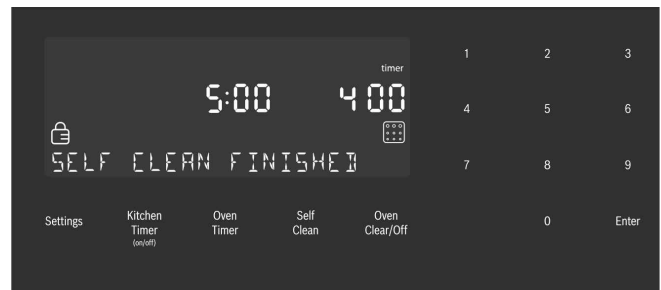 timer
5:00 400
SELF CLEAN FINISHED
1 2 3
4 5 6
7 8 9
0 Enter
Settings
Kitchen Timer (on/off)
Oven Timer
Self Clean
Oven Clear/Off